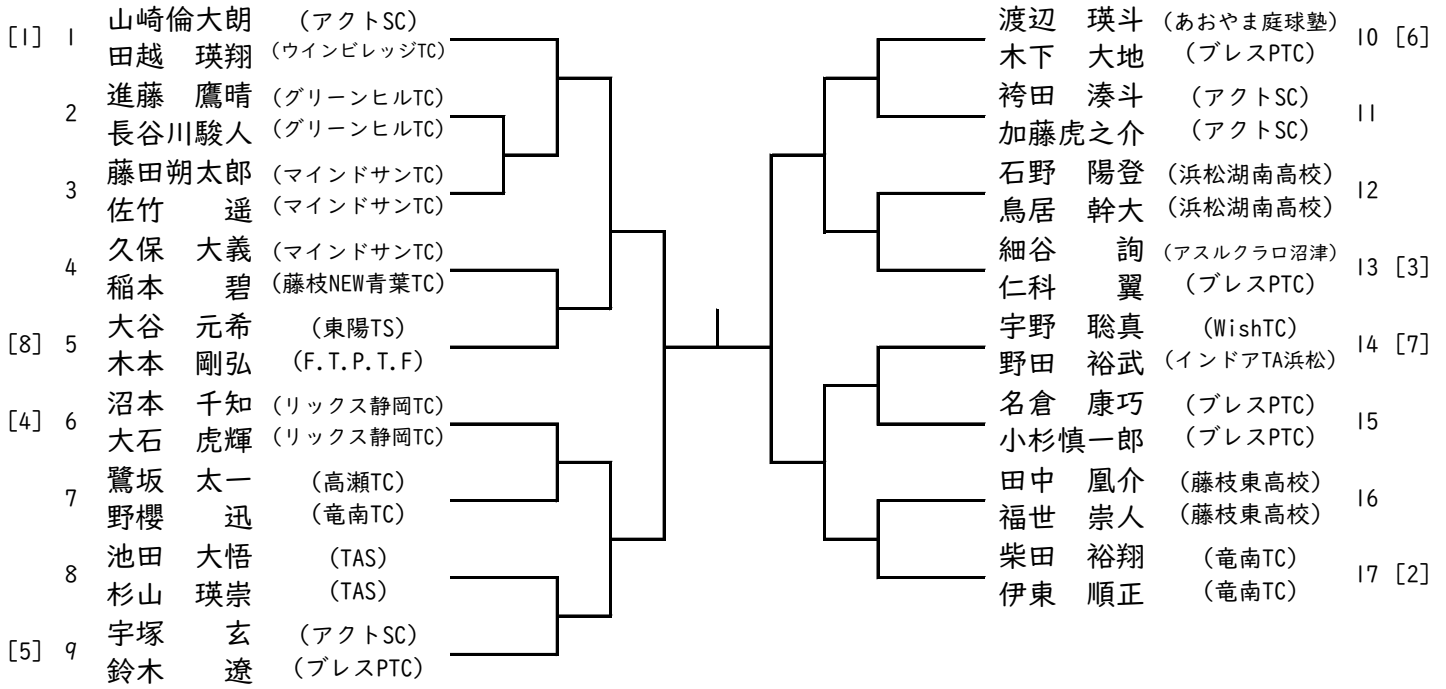 [1] 1 山崎倫大朗 (アクトSC)
田越 瑛翔 (ウインビレッジTC)
2 進藤 鷹晴 (グリーンヒルTC)
長谷川駿人 (グリーンヒルTC)
3 藤田朔太郎 (マインドサンTC)
佐竹 遥 (マインドサンTC)
4 久保 大義 (マインドサンTC)
稲本 碧 (藤枝NEW青葉TC)
[8] 5 大谷 元希 (東陽TS)
木本 剛弘 (F.T.P.T.F)
[4] 6 沼本 千知 (リックス静岡TC)
大石 虎輝 (リックス静岡TC)
7 鷺坂 太一 (高瀬TC)
野櫻 迅 (竜南TC)
8 池田 大悟 (TAS)
杉山 瑛崇 (TAS)
[5] 9 宇塚 玄 (アクトSC)
鈴木 遼 (ブレスPTC)
渡辺 瑛斗 (あおやま庭球塾) 10 [6]
木下 大地 (ブレスPTC)
袴田 湊斗 (アクトSC) 11
加藤虎之介 (アクトSC)
石野 陽登 (浜松湖南高校) 12
鳥居 幹大 (浜松湖南高校)
細谷 詢 (アスルクラロ沼津) 13 [3]
仁科 翼 (ブレスPTC)
宇野 聡真 (WishTC) 14 [7]
野田 裕武 (インドアTA浜松)
名倉 康巧 (ブレスPTC) 15
小杉慎一郎 (ブレスPTC)
田中 凰介 (藤枝東高校) 16
福世 崇人 (藤枝東高校)
柴田 裕翔 (竜南TC) 17 [2]
伊東 順正 (竜南TC)